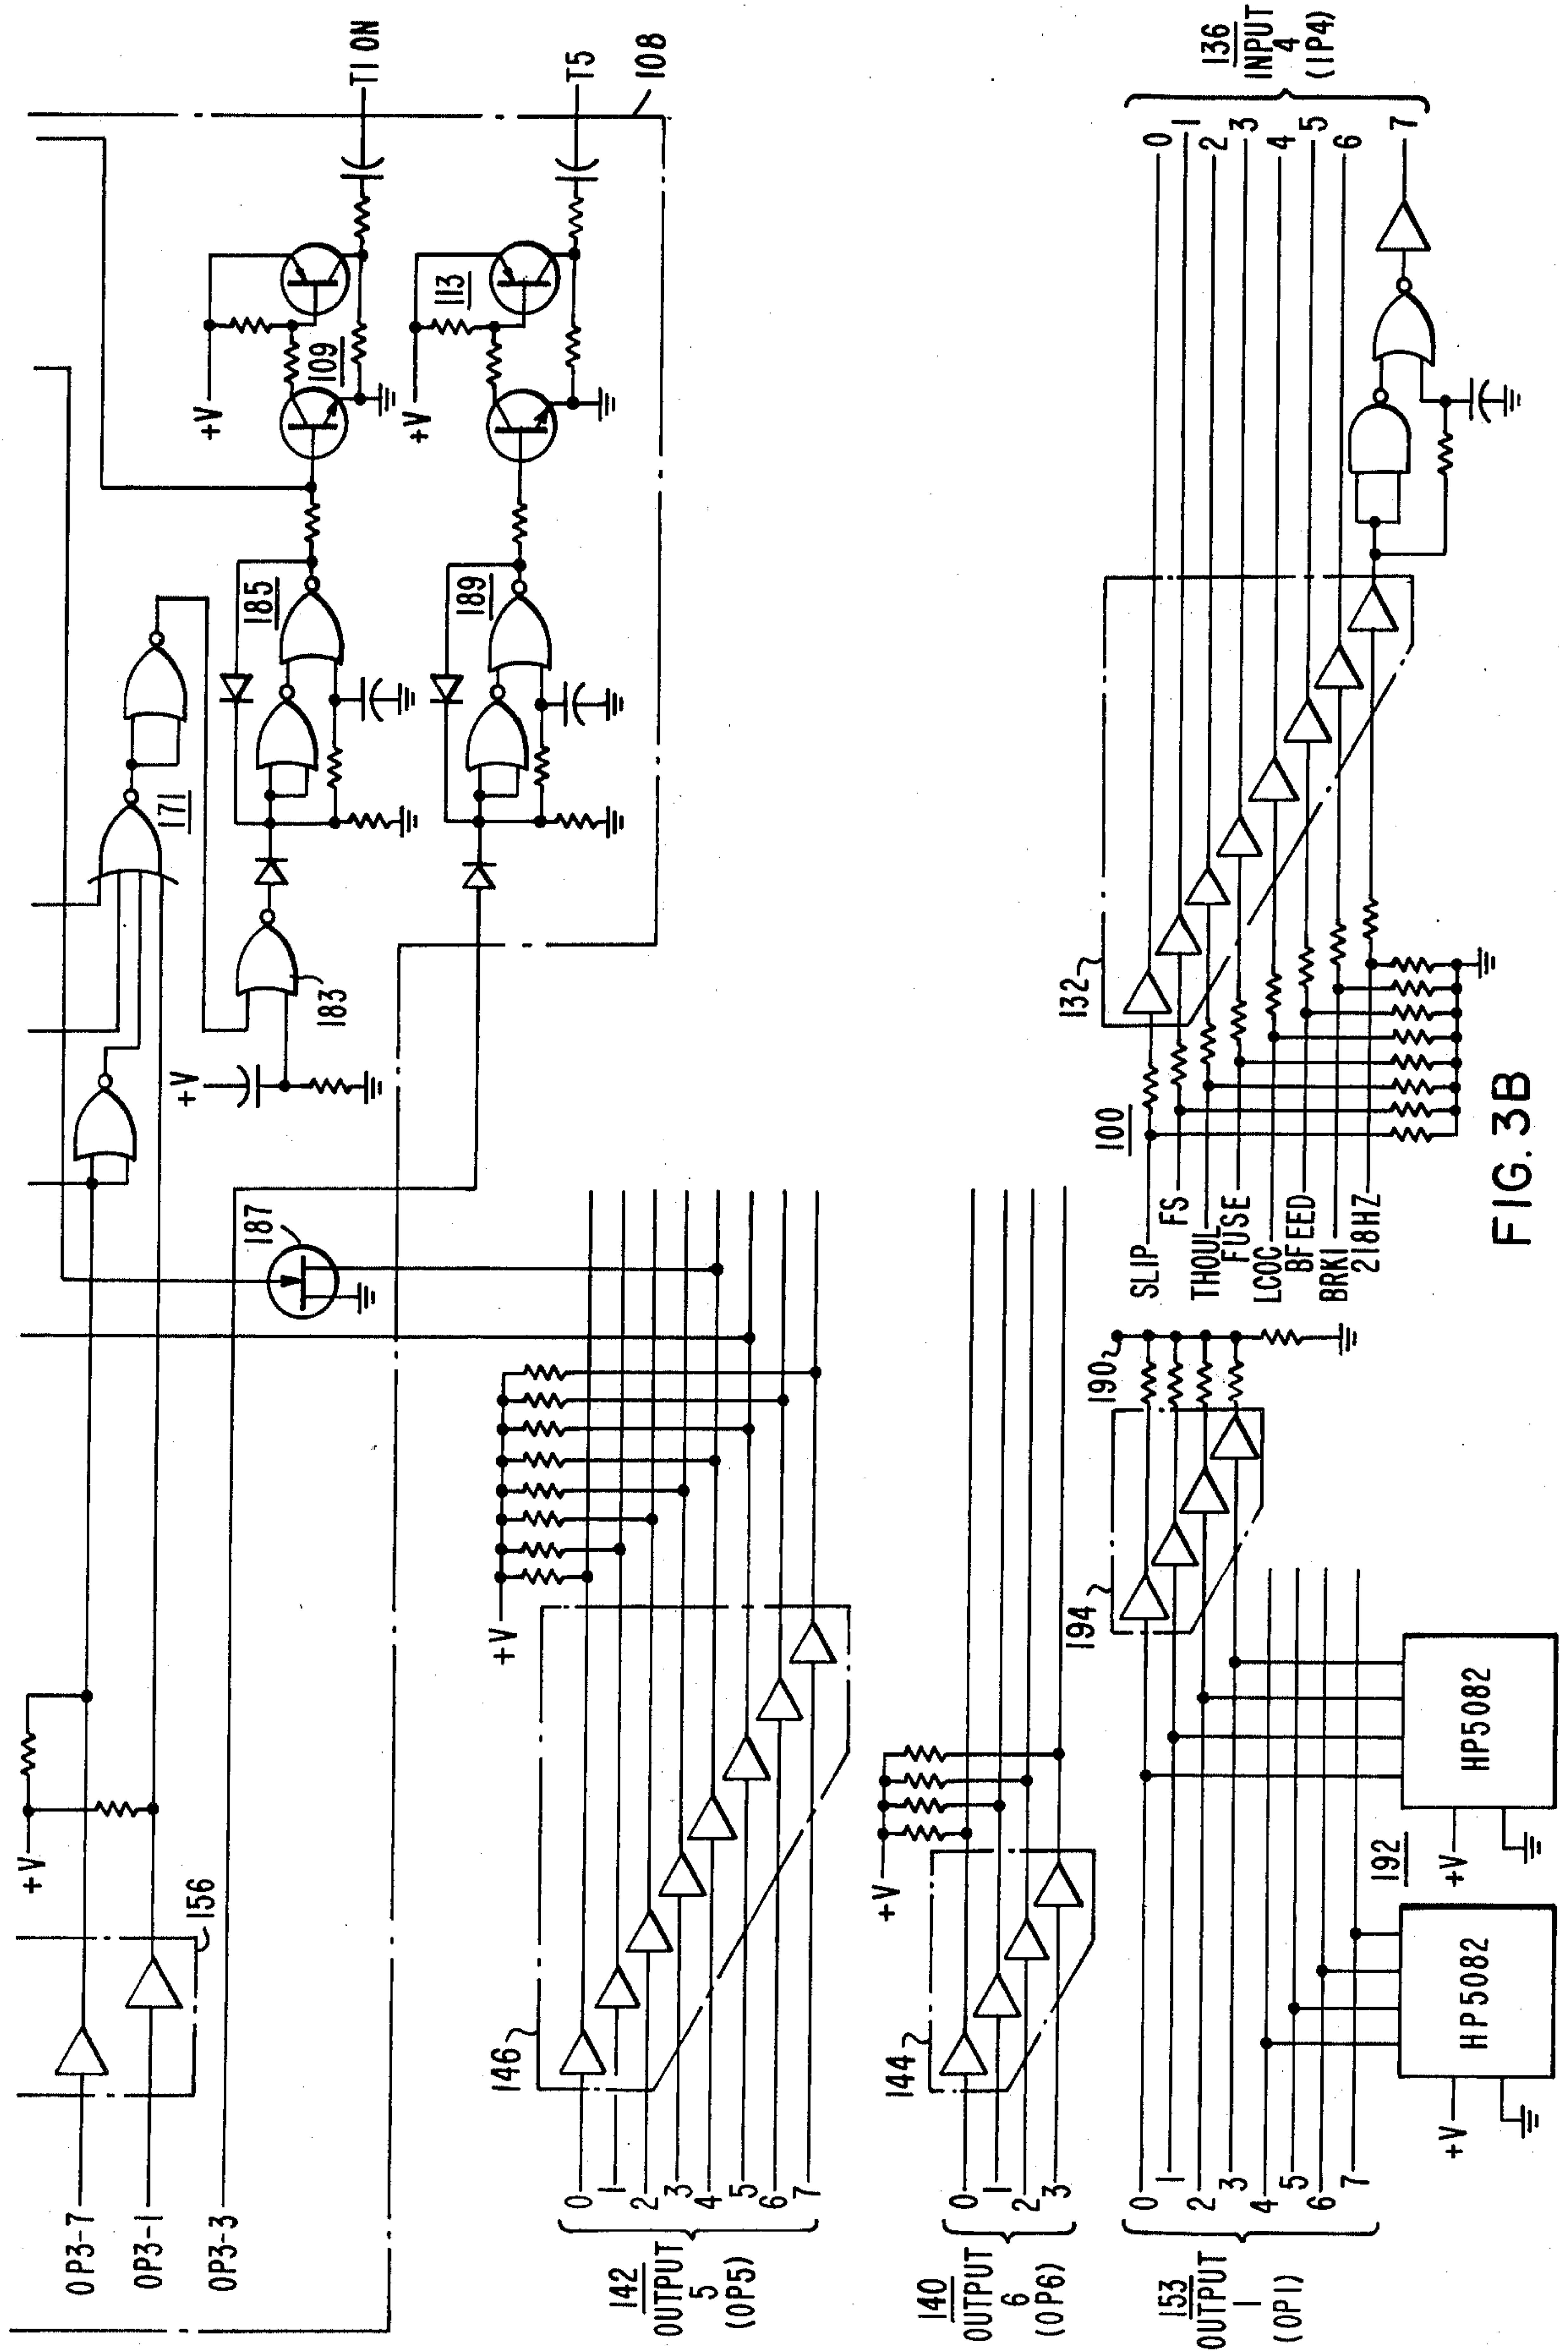 OP3-7
OP3-1
OP3-3
+V
156
187
+V
183
171
185
189
+V
109
+V
113
T1 ON
T5
108
142
OUTPUT
5
(OP5)
0
1
2
3
4
5
6
7
146
+V
140
OUTPUT
6
(OP6)
0
1
2
3
144
+V
153
OUTPUT
1
(OP1)
0
1
2
3
4
5
6
7
194
190
192
+V
HP5082
+V
HP5082
100
SLIP
FS
THOUL
FUSE
LCOC
BFEED
BRK1
218HZ
132
0
1
2
3
4
5
6
7
136
INPUT
4
(IP4)
FIG. 3B